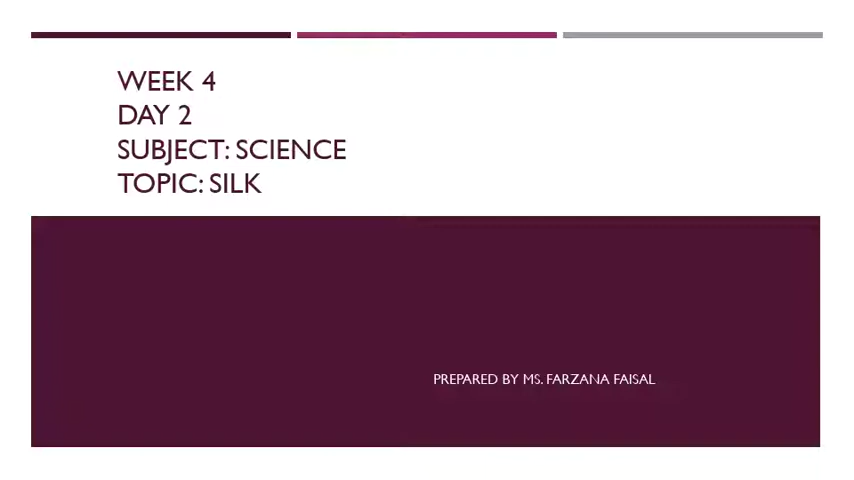 WEEK 4
DAY 2
SUBJECT: SCIENCE
TOPIC: SILK
PREPARED BY MS. FARZANA FAISAL